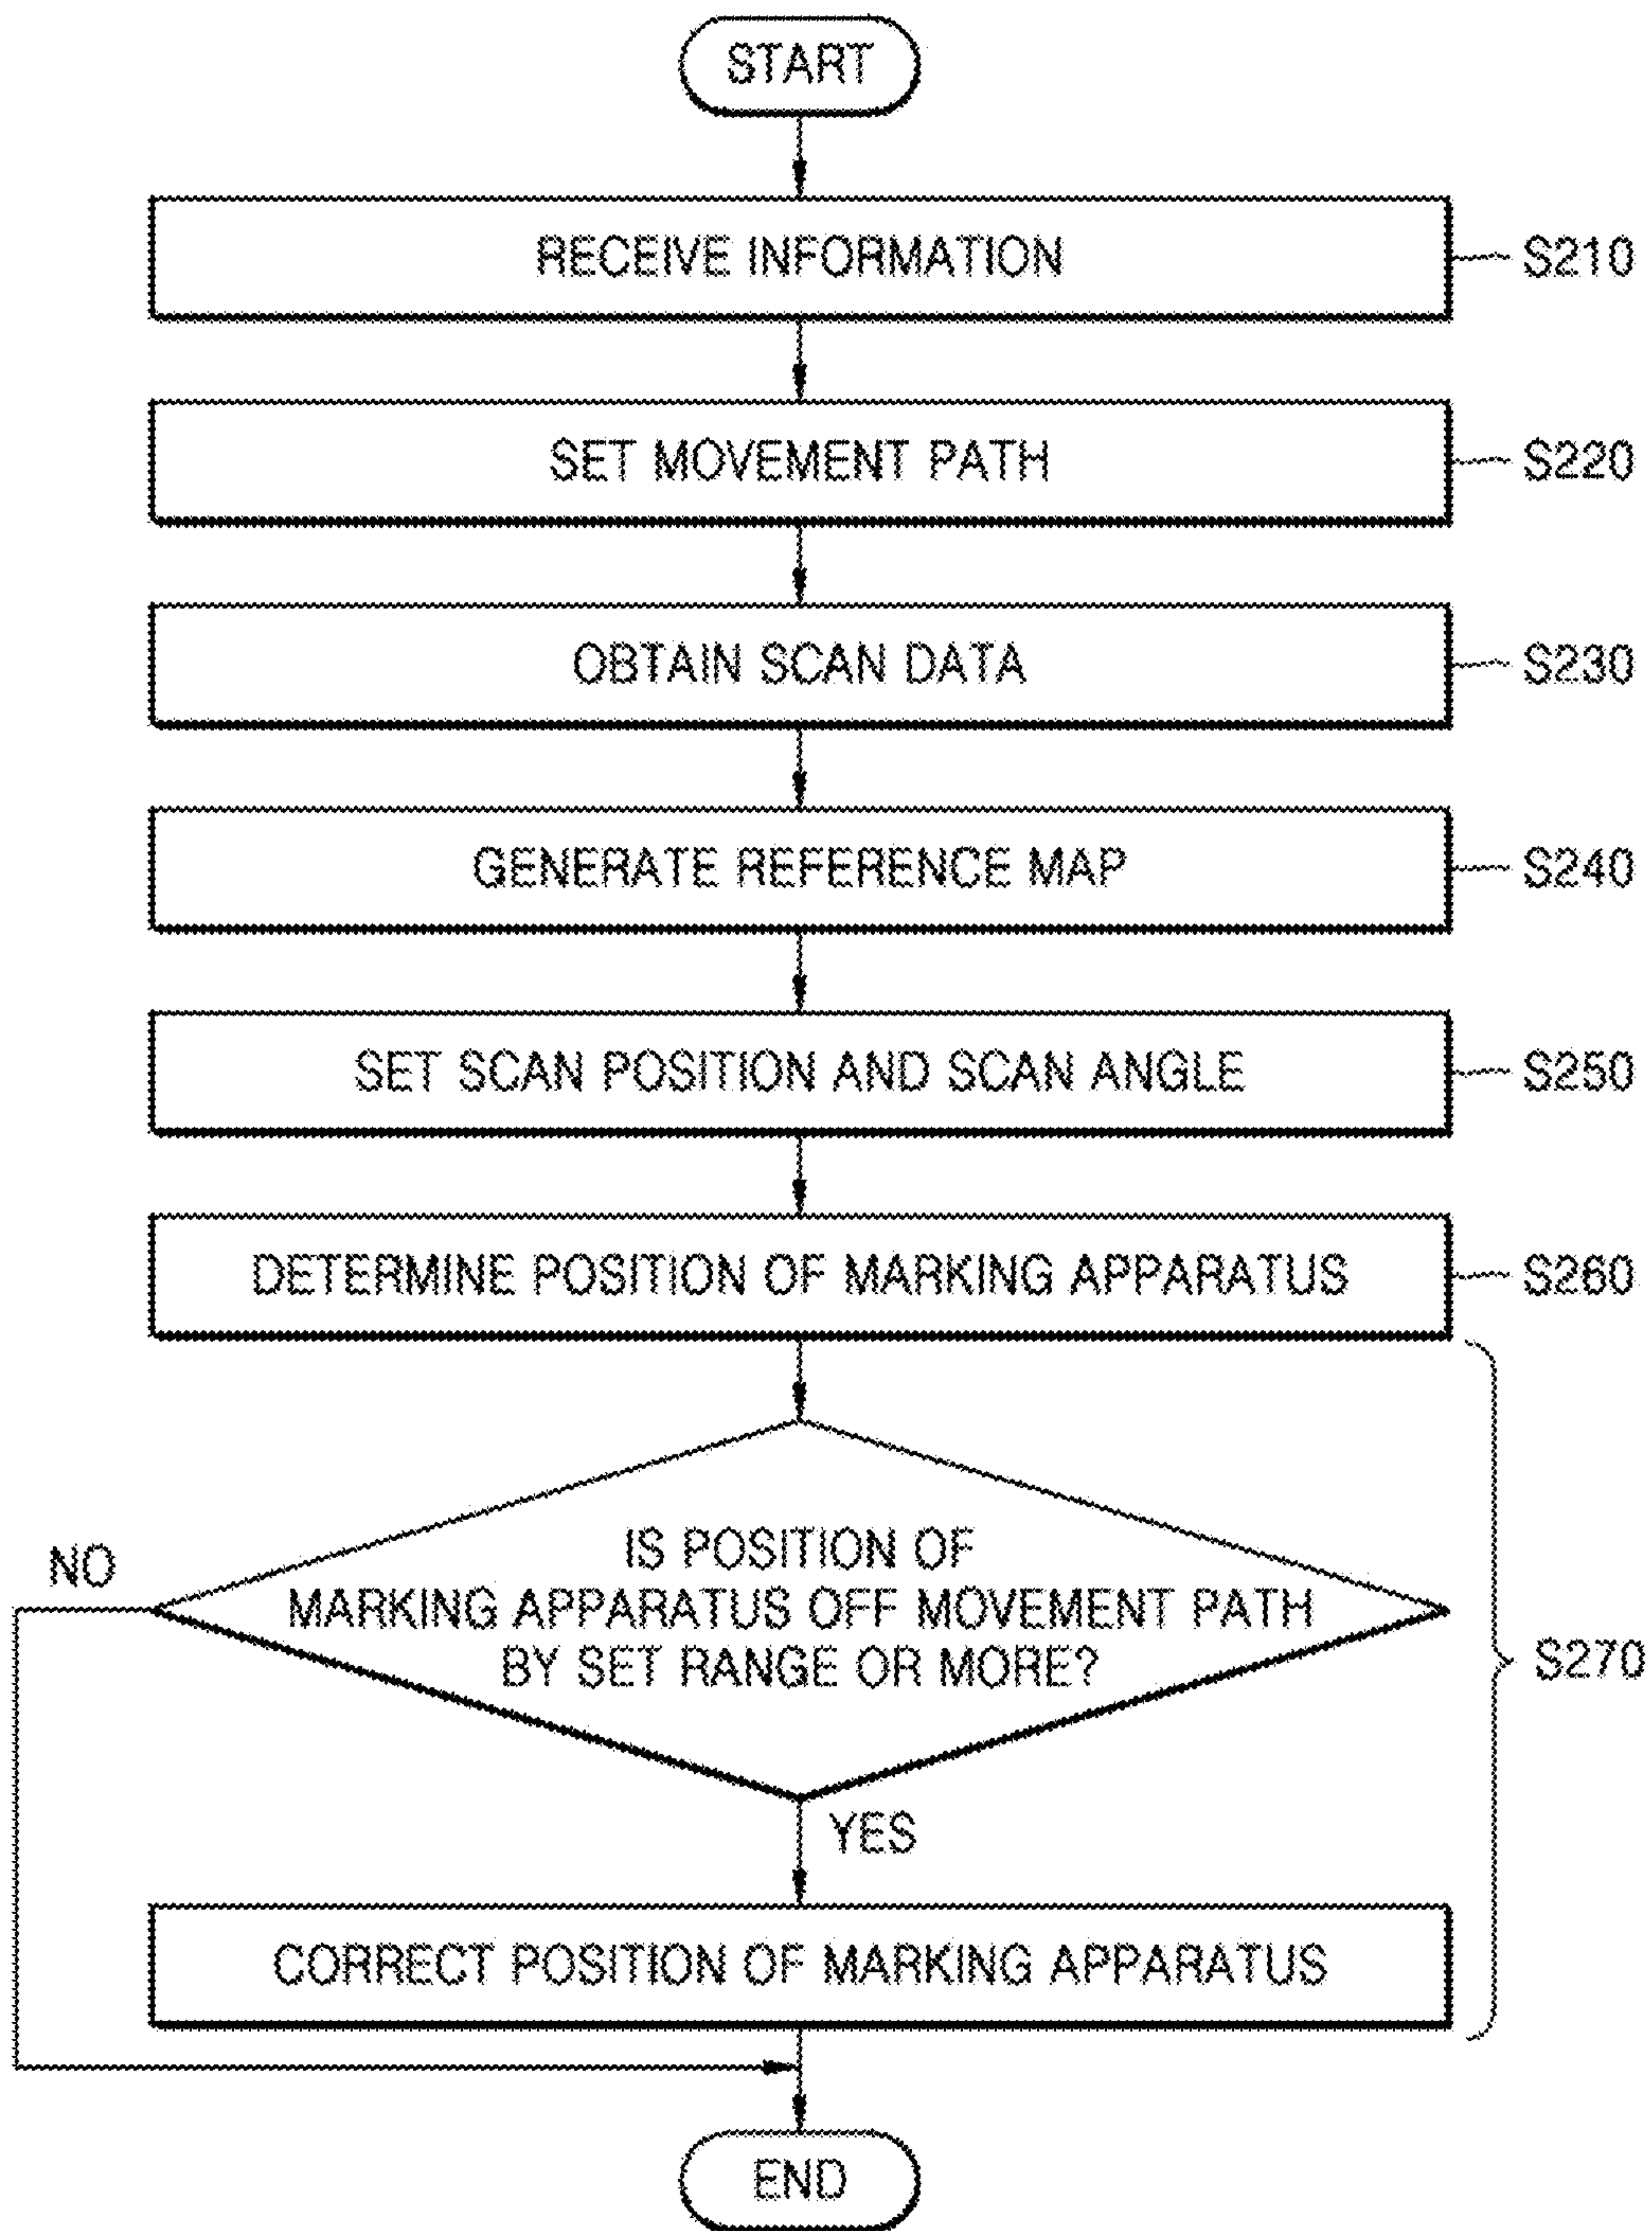 START
RECEIVE INFORMATION
S210
SET MOVEMENT PATH
S220
OBTAIN SCAN DATA
S230
GENERATE REFERENCE MAP
S240
SET SCAN POSITION AND SCAN ANGLE
S250
DETERMINE POSITION OF MARKING APPARATUS
S260
IS POSITION OF
MARKING APPARATUS OFF MOVEMENT PATH
BY SET RANGE OR MORE?
NO
S270
YES
CORRECT POSITION OF MARKING APPARATUS
END